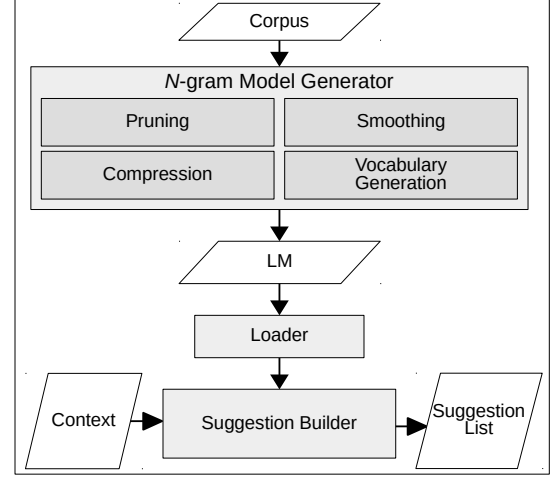 Corpus
N-gram Model Generator
Pruning
Smoothing
Compression
Vocabulary
Generation
LM
Loader
Context
Suggestion Builder
Suggestion
List